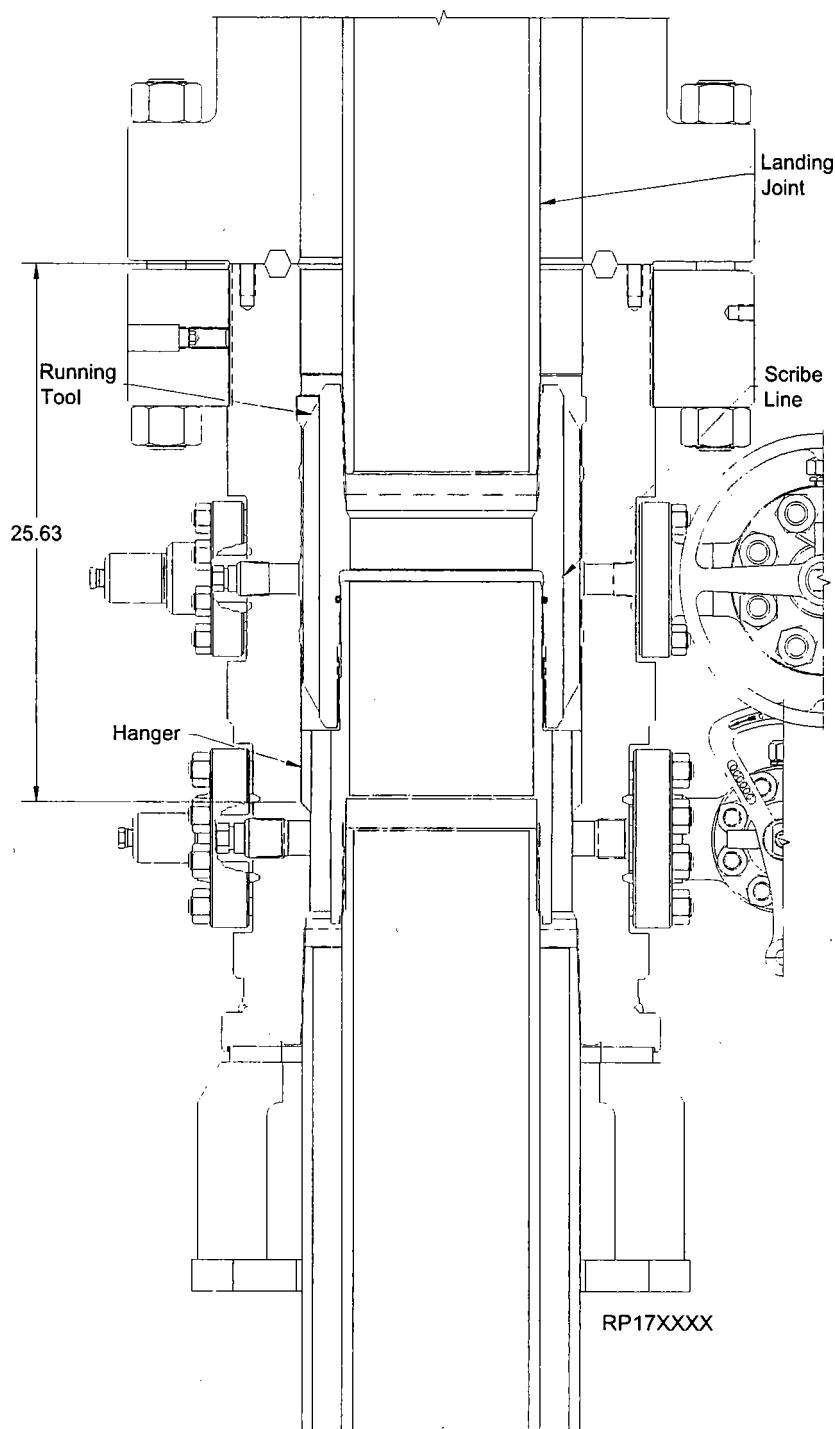 Landing
Joint
Running
Tool
Scribe
Line
25.63
Hanger
RP17XXXX